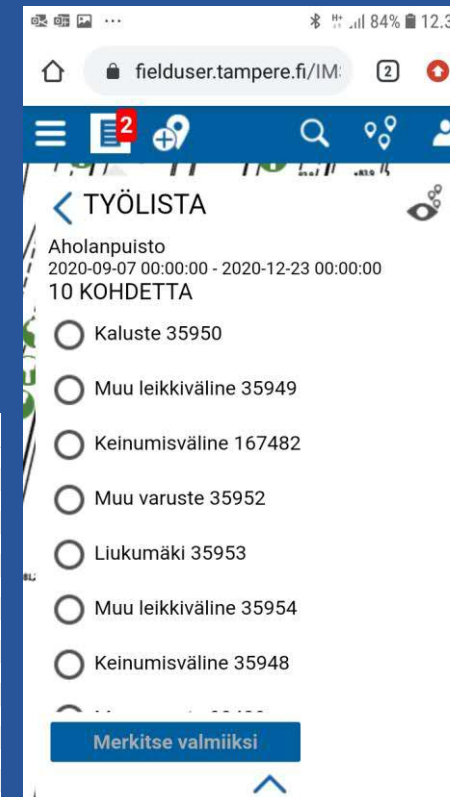 84% 12.3
fielduser.tampere.fi/IM
2
2
TYÖLISTA
Aholanpuisto
2020-09-07 00:00:00 - 2020-12-23 00:00:00
10 KOHDETTA
Kaluste 35950
Muu leikkiväline 35949
Keinumisväline 167482
Muu varuste 35952
Liukumäki 35953
Muu leikkiväline 35954
Keinumisväline 35948
Merkitse valmiiksi